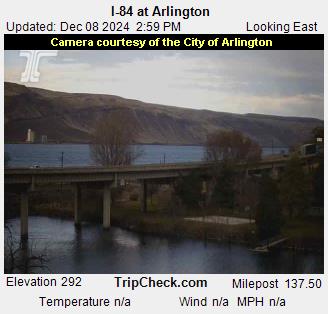 I-84 at Arlington
Updated: Dec 08 2024 2:59 PM Looking East
Camera courtesy of the City of Arlington
Elevation 292 TripCheck.com Milepost 137.50
Temperature n/a Wind n/a MPH n/a